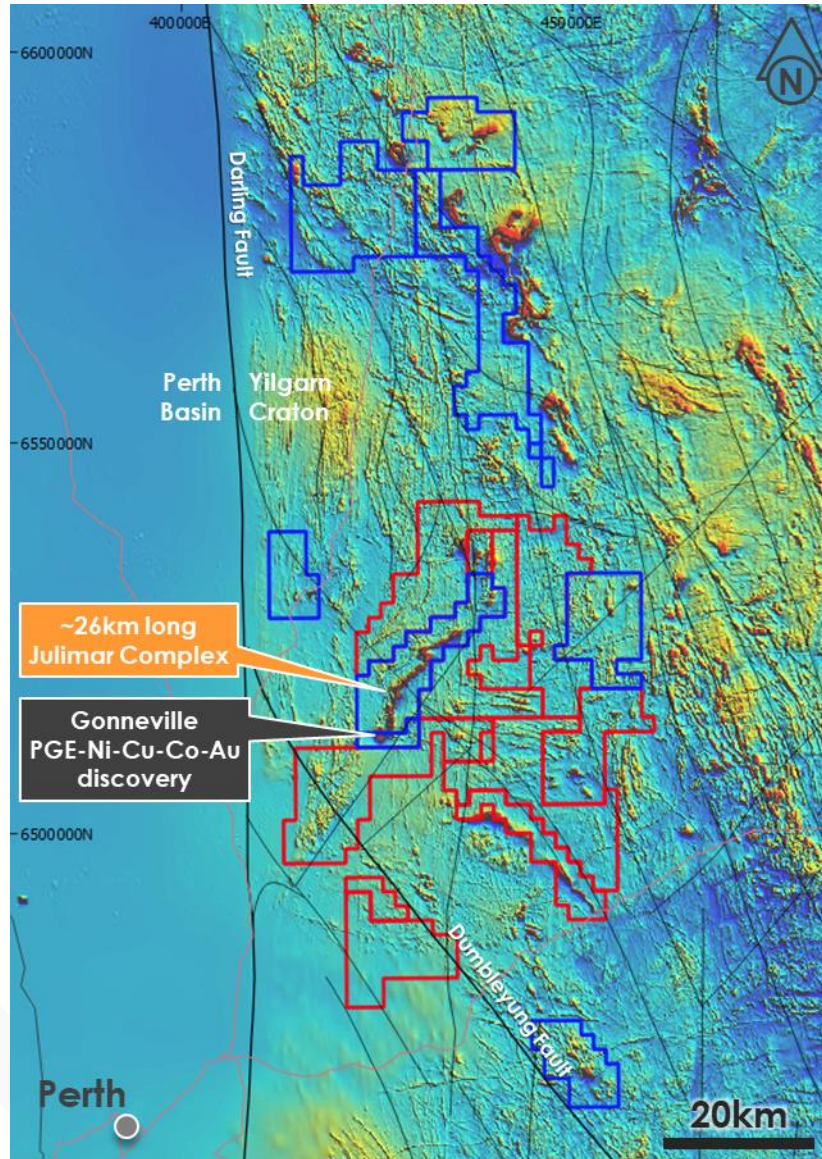 400000E
450000E
6600000N
N
Darling Fault
Perth Yilgarn
Basin Craton
6550000N
~26km long
Julimar Complex
Gonneville
PGE-Ni-Cu-Co-Au
discovery
6500000N
Dumbleyung Fault
Perth
20km